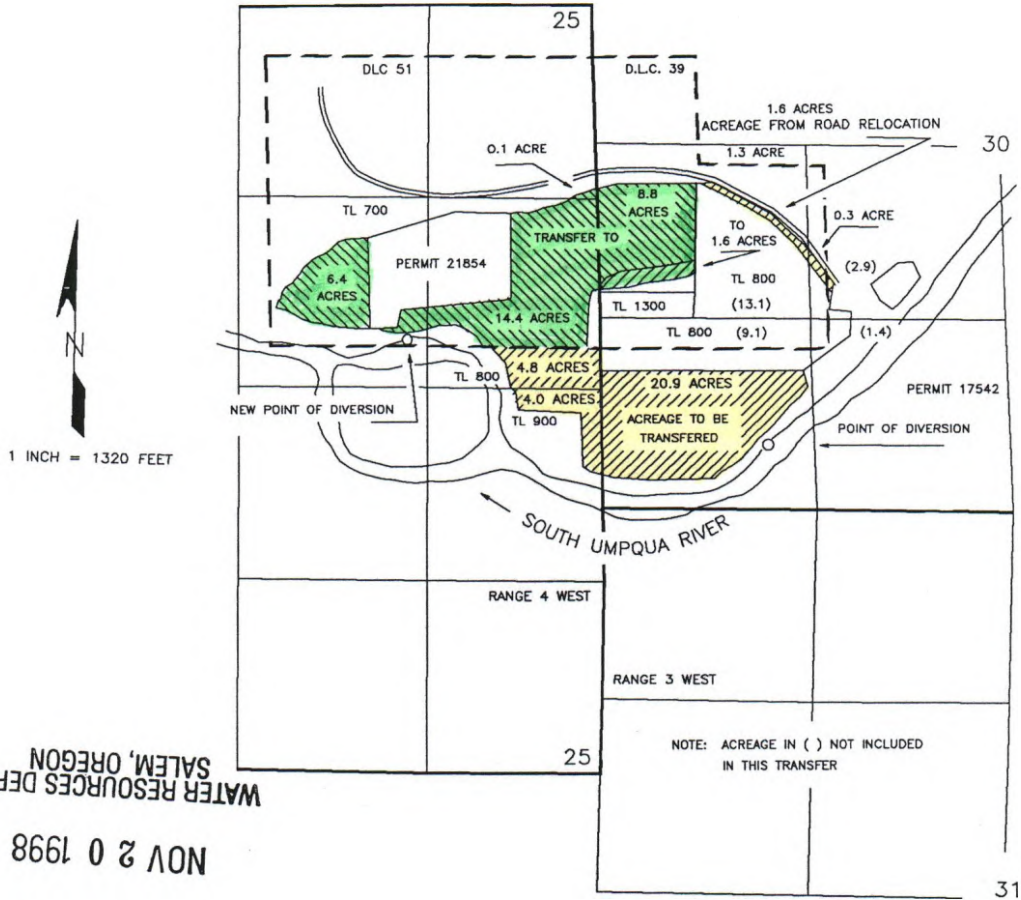 25
DLC 51
D.L.C. 39
1.6 ACRES
ACREAGE FROM ROAD RELOCATION
0.1 ACRE
1.3 ACRE
30
8.8
ACRES
TL 700
TRANSFER TO
TO
1.6 ACRES
0.3 ACRE
PERMIT 21854
6.4
ACRES
TL 800
(2.9)
TL 1300
(13.1)
14.4 ACRES
TL 800
(9.1)
(1.4)
TL 800
4.8 ACRES
20.9 ACRES
PERMIT 17542
NEW POINT OF DIVERSION
4.0 ACRES
TL 900
ACREAGE TO BE
TRANSFERED
POINT OF DIVERSION
N
1 INCH = 1320 FEET
SOUTH UMPQUA RIVER
RANGE 4 WEST
RANGE 3 WEST
NOTE: ACREAGE IN ( ) NOT INCLUDED
IN THIS TRANSFER
25
NOV 20 1998
WATER RESOURCES DEP
SALEM, OREGON
31